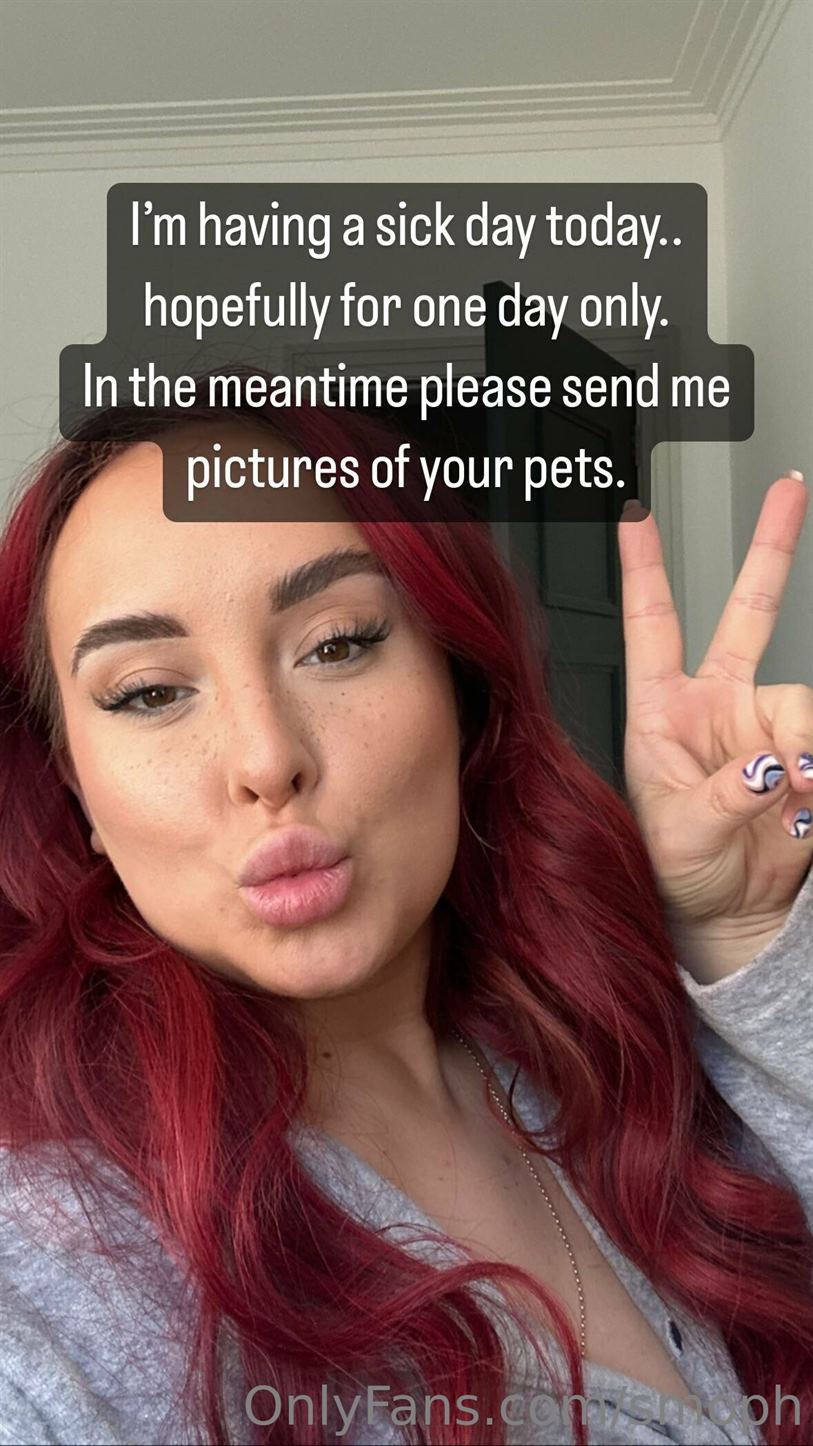 I’m having a sick day today..
hopefully for one day only.
In the meantime please send me
pictures of your pets.
OnlyFans.com/smoph